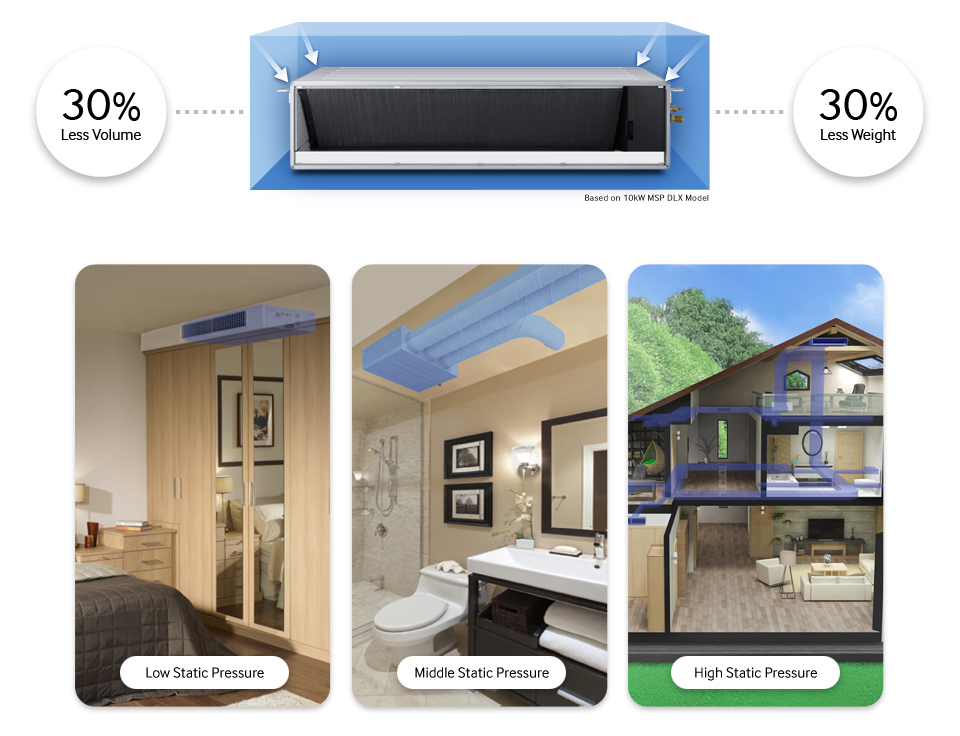 30%
Less Volume
30%
Less Weight
Based on 10kW MSP DLX Model
Low Static Pressure
Middle Static Pressure
High Static Pressure